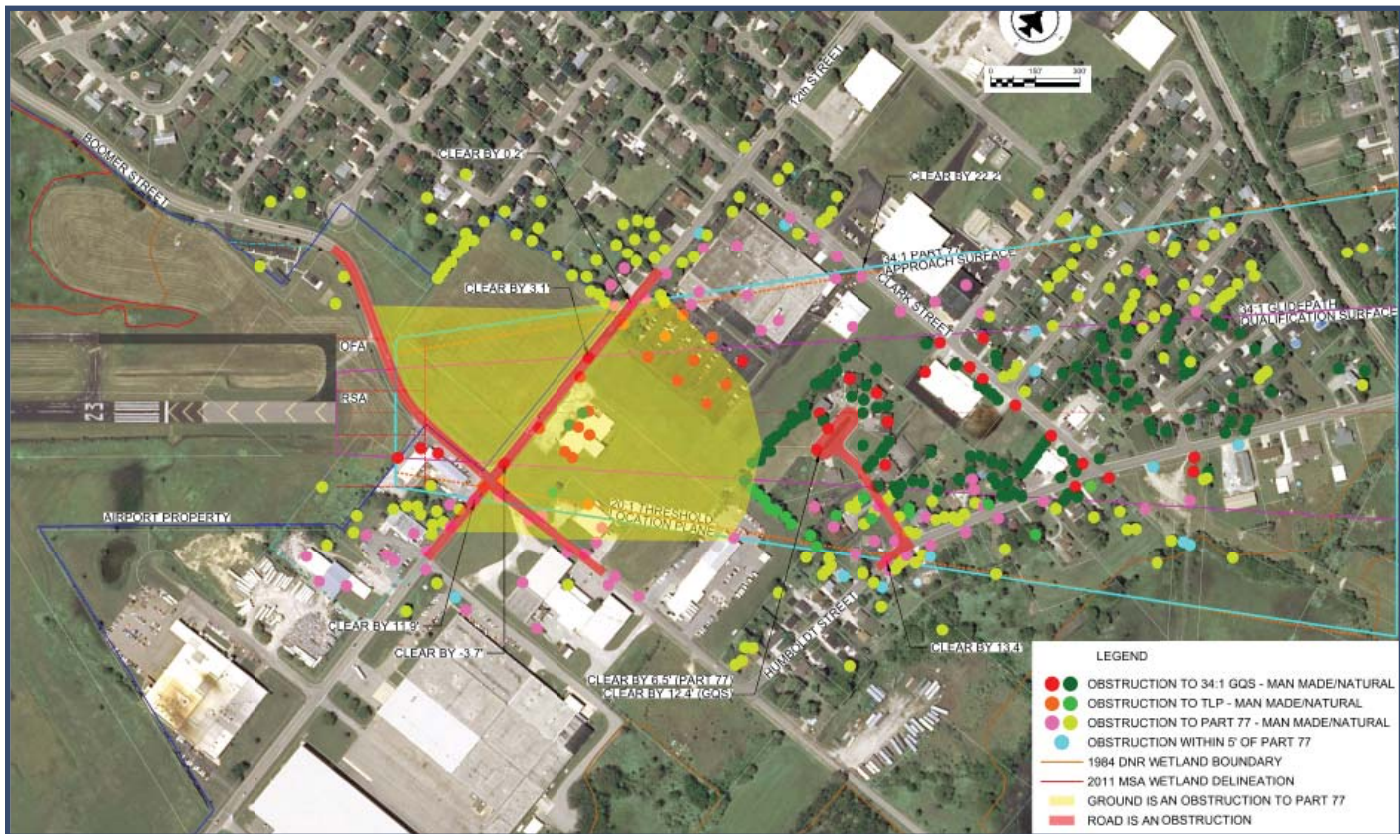 0 150 300
12th STREET
BOOMER STREET
CLEAR BY 0.2'
CLEAR BY 22.2'
34:1 PART 77
APPROACH SURFACE
CLARK STREET
CLEAR BY 3.1'
34:1 GLIDEPATH
QUALIFICATION SURFACE
OFA
RSA
23
20:1 THRESHOLD
LOCATION PLANE
AIRPORT PROPERTY
CLEAR BY 11.9'
CLEAR BY -3.7'
HUMBOLDT STREET
CLEAR BY 13.4'
CLEAR BY 6.5' (PART 77)
CLEAR BY 12.4' (GQS)
LEGEND
OBSTRUCTION TO 34:1 GQS - MAN MADE/NATURAL
OBSTRUCTION TO TLP - MAN MADE/NATURAL
OBSTRUCTION TO PART 77 - MAN MADE/NATURAL
OBSTRUCTION WITHIN 5' OF PART 77
1984 DNR WETLAND BOUNDARY
2011 MSA WETLAND DELINEATION
GROUND IS AN OBSTRUCTION TO PART 77
ROAD IS AN OBSTRUCTION